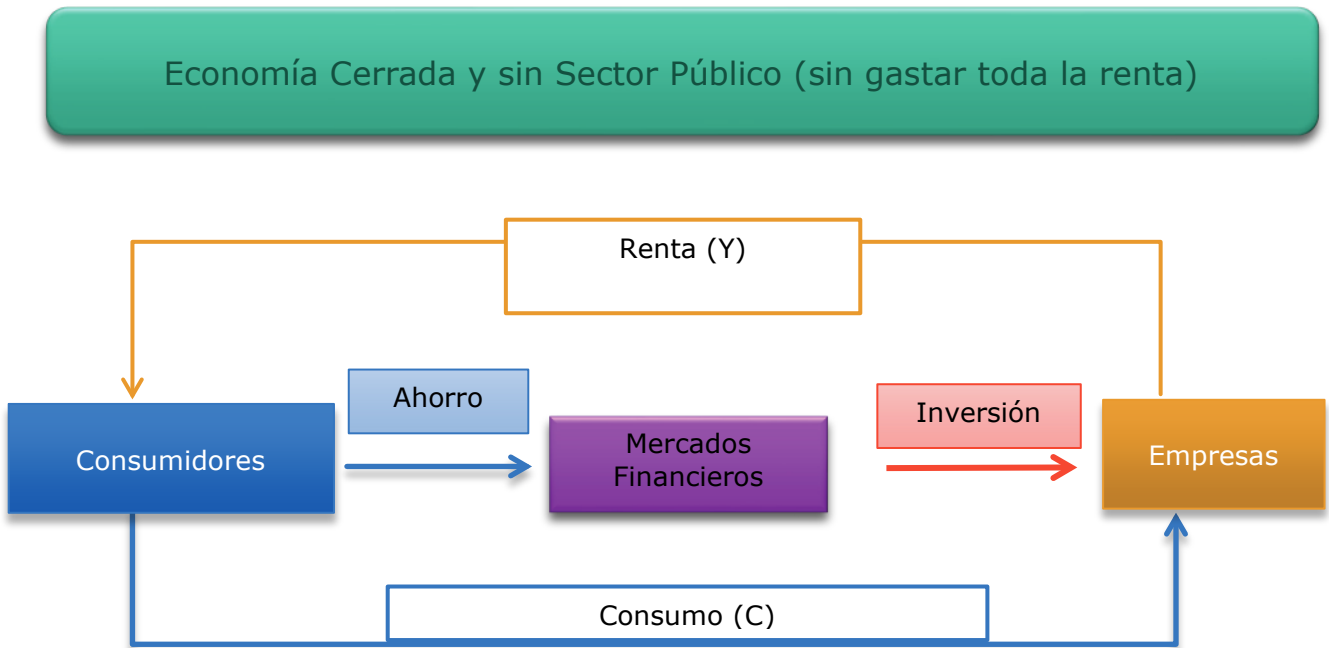 Economía Cerrada y sin Sector Público (sin gastar toda la renta)
Renta (Y)
Ahorro
Inversión
Consumidores
Mercados
Financieros
Empresas
Consumo (C)